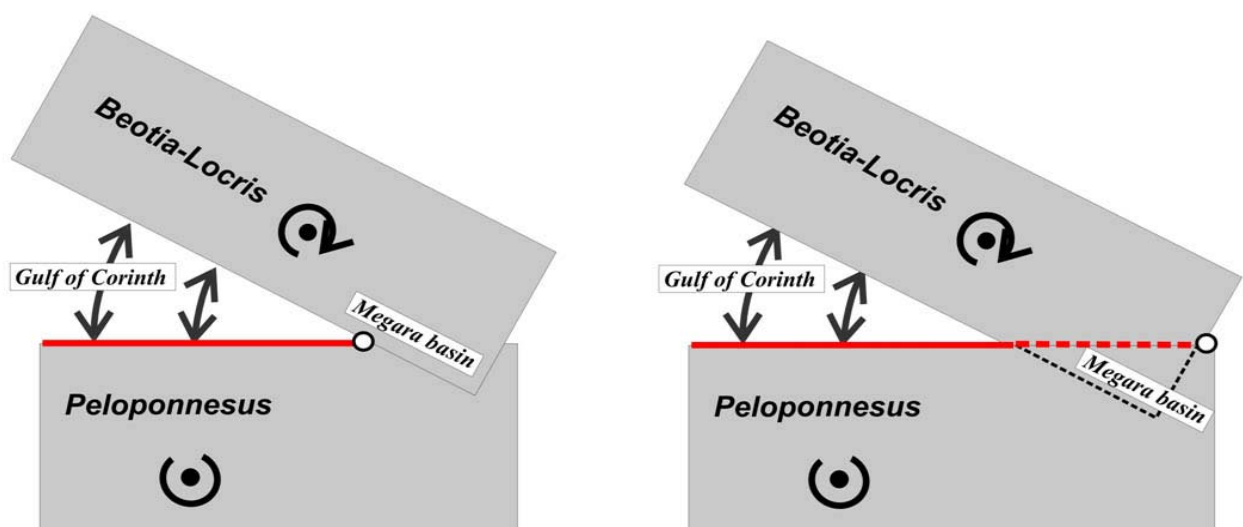 Beotia-Locris
Gulf of Corinth
Megara basin
Peloponnesus
Beotia-Locris
Gulf of Corinth
Megara basin
Peloponnesus